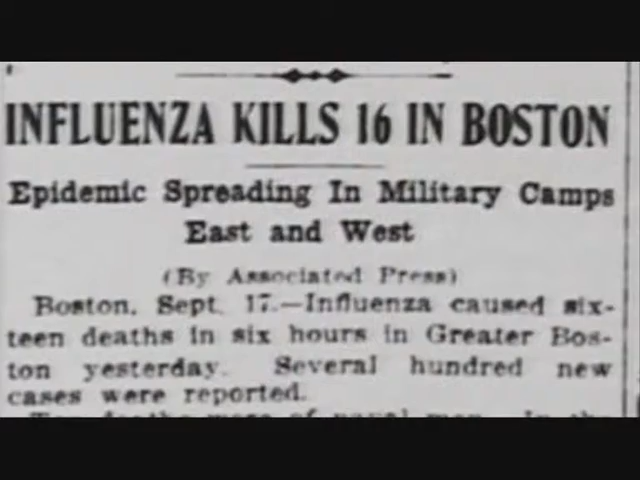 INFLUENZA KILLS 16 IN BOSTON
Epidemic Spreading In Military Camps
East and West
(By Associated Press)
Boston, Sept. 17.—Influenza caused six-
teen deaths in six hours in Greater Bos-
ton yesterday. Several hundred new
cases were reported.